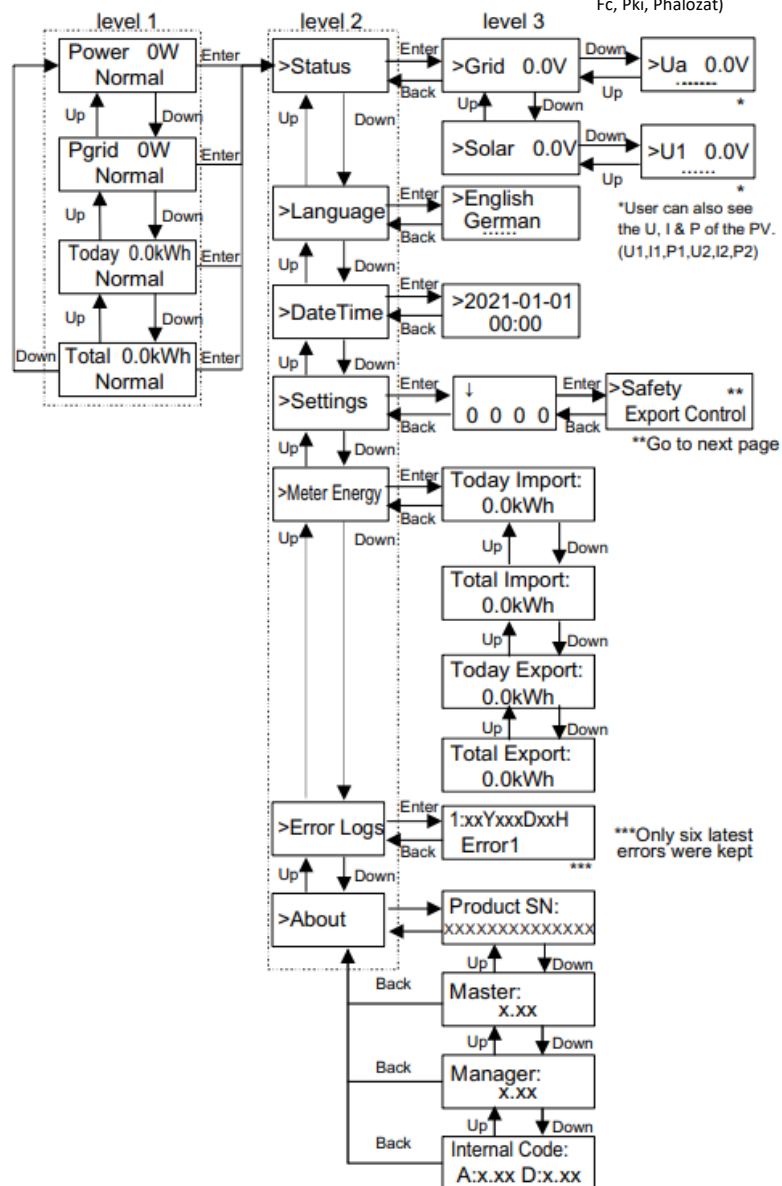 Fc, Pki, Phalozat)
level 1
level 2
level 3
Power 0W
Normal
Enter
>Status
Enter
Back
>Grid 0.0V
Down
Up
>Ua 0.0V
.......
*
Up
Down
Up
Down
Up
Down
Pgrid 0W
Normal
Enter
>Solar 0.0V
Down
Up
>U1 0.0V
......
*
Up
Down
>Language
Enter
Back
>English
German
......
*User can also see
the U, I & P of the PV.
(U1,I1,P1,U2,I2,P2)
Today 0.0kWh
Normal
Enter
Up
Down
Up
Down
>DateTime
Enter
Back
>2021-01-01
00:00
Down
Total 0.0kWh
Normal
Enter
Up
Down
>Settings
Enter
Back
↓
0 0 0 0
Enter
Back
>Safety **
Export Control
**Go to next page
Up
Down
>Meter Energy
Enter
Back
Today Import:
0.0kWh
Up
Down
Up
Down
Total Import:
0.0kWh
Up
Down
Today Export:
0.0kWh
Up
Down
Total Export:
0.0kWh
>Error Logs
Enter
Back
1:xxYxxxDxxH
Error1
***
***Only six latest
errors were kept
Up
Down
>About
Product SN:
XXXXXXXXXXXXXX
Up
Down
Back
Master:
x.xx
Up
Down
Back
Manager:
x.xx
Up
Down
Back
Internal Code:
A:x.xx D:x.xx